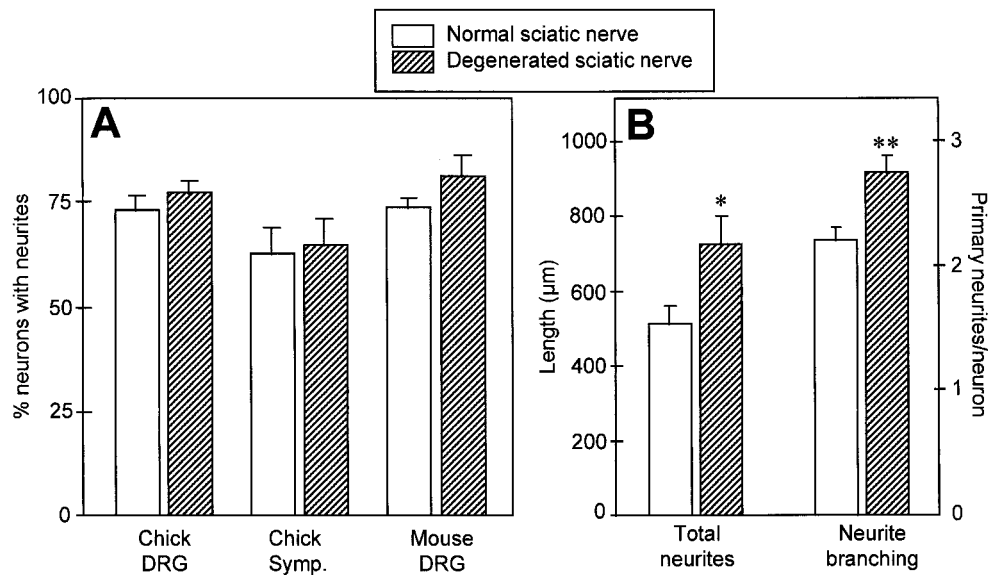 Normal sciatic nerve
Degenerated sciatic nerve
A
% neurons with neurites
100
75
50
25
0
Chick
DRG
Chick
Symp.
Mouse
DRG
B
Length (µm)
1000
800
600
400
200
0
*
**
Total
neurites
Neurite
branching
3
2
1
0
Primary neurites/neuron